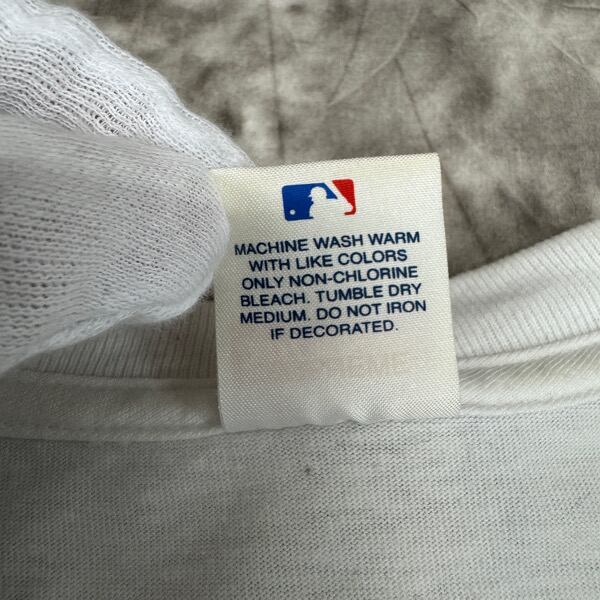 MACHINE WASH WARM
WITH LIKE COLORS
ONLY NON-CHLORINE
BLEACH. TUMBLE DRY
MEDIUM. DO NOT IRON
IF DECORATED.